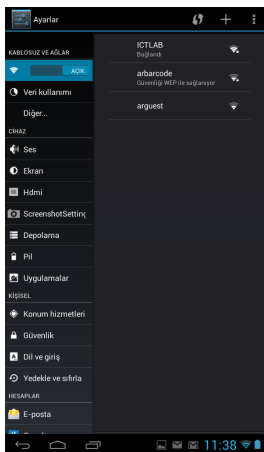 Ayarlar
KABLOSUZ VE AĞLAR
AÇIK
Veri kullanımı
Diğer...
CİHAZ
Ses
Ekran
Hdmi
ScreenshotSetting
Depolama
Pil
Uygulamalar
KİŞİSEL
Konum hizmetleri
Güvenlik
Dil ve giriş
Yedekle ve sıfırla
HESAPLAR
E-posta
ICTLAB
Bağlandı
arbarcode
Güvenliği WEP ile sağlanıyor
arguest
11:38